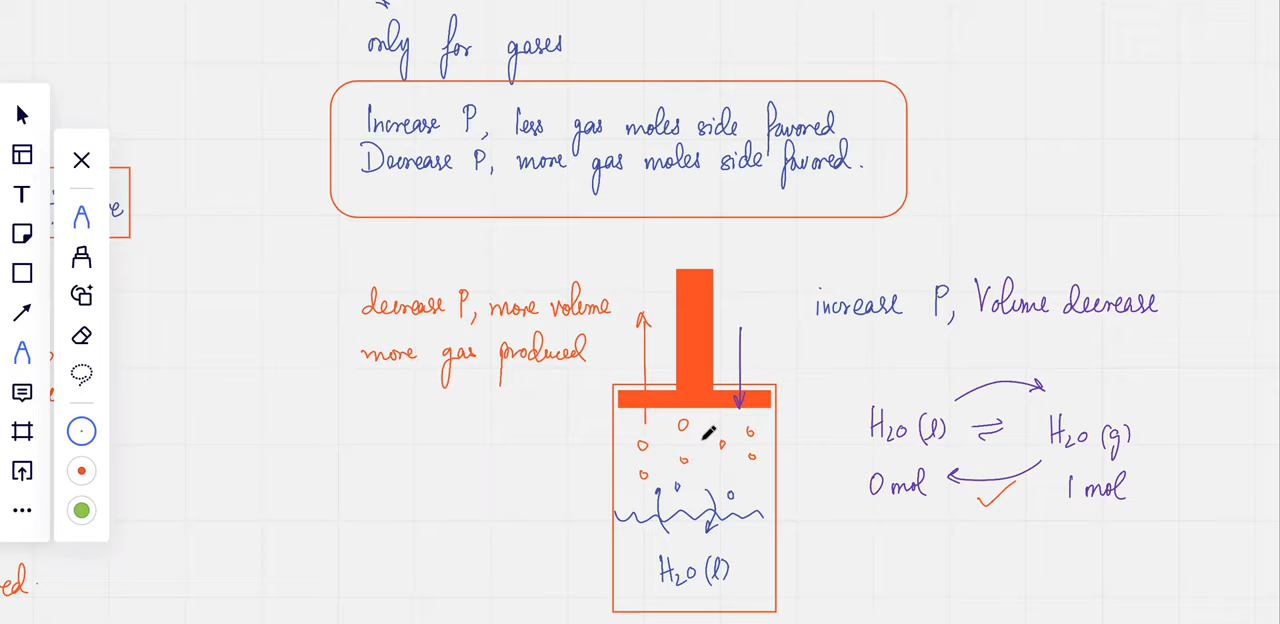 only for gases
Increase P, less gas moles side favored
Decrease P, more gas moles side favored.
decrease P, more volume
more gas produced
increase P, Volume decrease
H₂O (l) ⇌ H₂O (g)
0 mol 1 mol
H₂O (l)
T